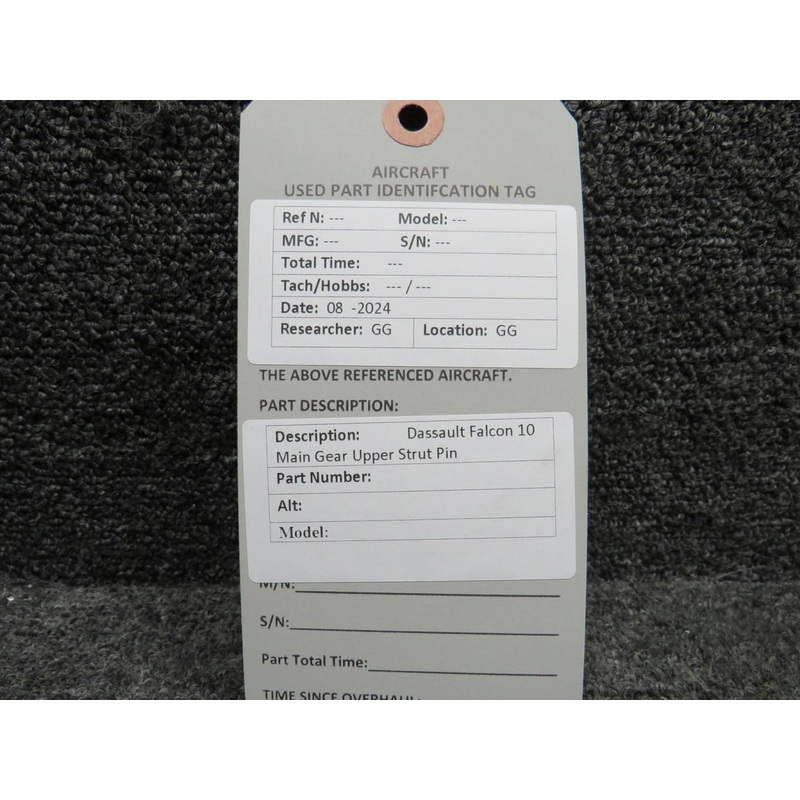 AIRCRAFT
USED PART IDENTIFCATION TAG
Ref N: --- Model: ---
MFG: --- S/N: ---
Total Time: ---
Tach/Hobbs: --- / ---
Date: 08 -2024
Researcher: GG Location: GG
THE ABOVE REFERENCED AIRCRAFT.
PART DESCRIPTION:
Description: Dassault Falcon 10
Main Gear Upper Strut Pin
Part Number:
Alt:
Model:
M/N:
S/N:
Part Total Time:
TIME SINCE OVERHAUL: